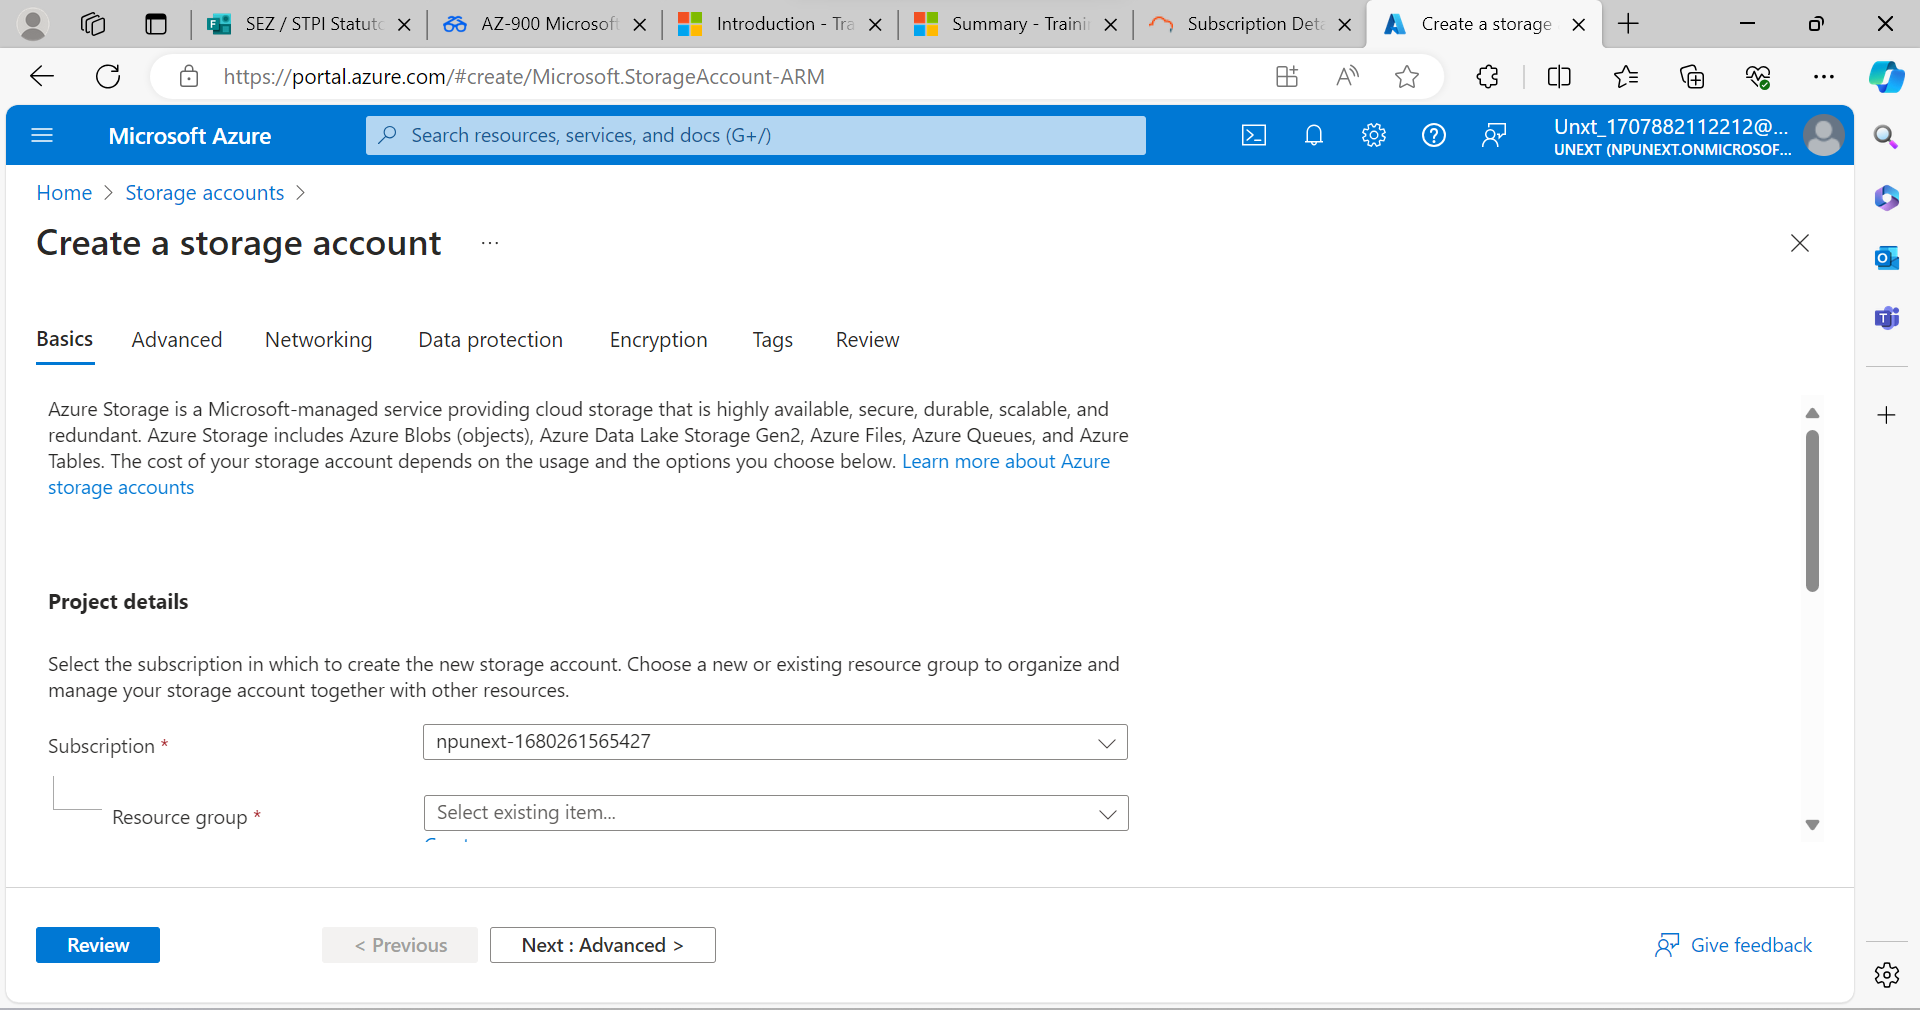 SEZ / STPI Statuto
AZ-900 Microsoft
Introduction - Tra
Summary - Traini
Subscription Deta
Create a storage
https://portal.azure.com/#create/Microsoft.StorageAccount-ARM
Microsoft Azure
Search resources, services, and docs (G+/)
Unxt_1707882112212@...
UNEXT (NPUNEXT.ONMICROSOF...
Home > Storage accounts >
Create a storage account ...
Basics Advanced Networking Data protection Encryption Tags Review
Azure Storage is a Microsoft-managed service providing cloud storage that is highly available, secure, durable, scalable, and
redundant. Azure Storage includes Azure Blobs (objects), Azure Data Lake Storage Gen2, Azure Files, Azure Queues, and Azure
Tables. The cost of your storage account depends on the usage and the options you choose below. Learn more about Azure
storage accounts
Project details
Select the subscription in which to create the new storage account. Choose a new or existing resource group to organize and
manage your storage account together with other resources.
Subscription *
npunext-1680261565427
Resource group *
Select existing item...
Review
< Previous
Next : Advanced >
Give feedback